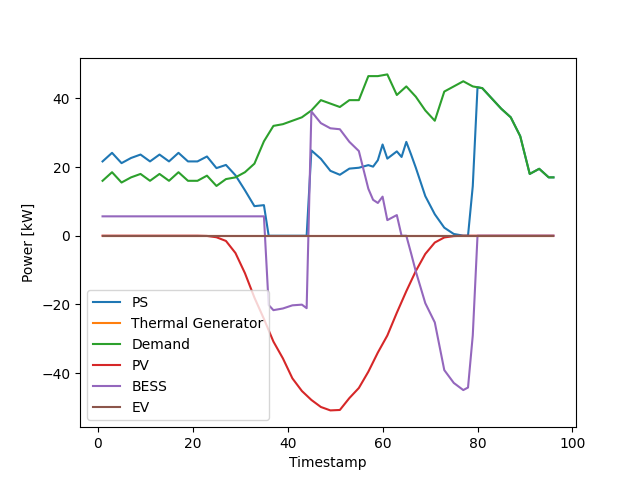 Power [kW]
40
20
0
−20
−40
PS
Thermal Generator
Demand
PV
BESS
EV
0 20 40 60 80 100
Timestamp